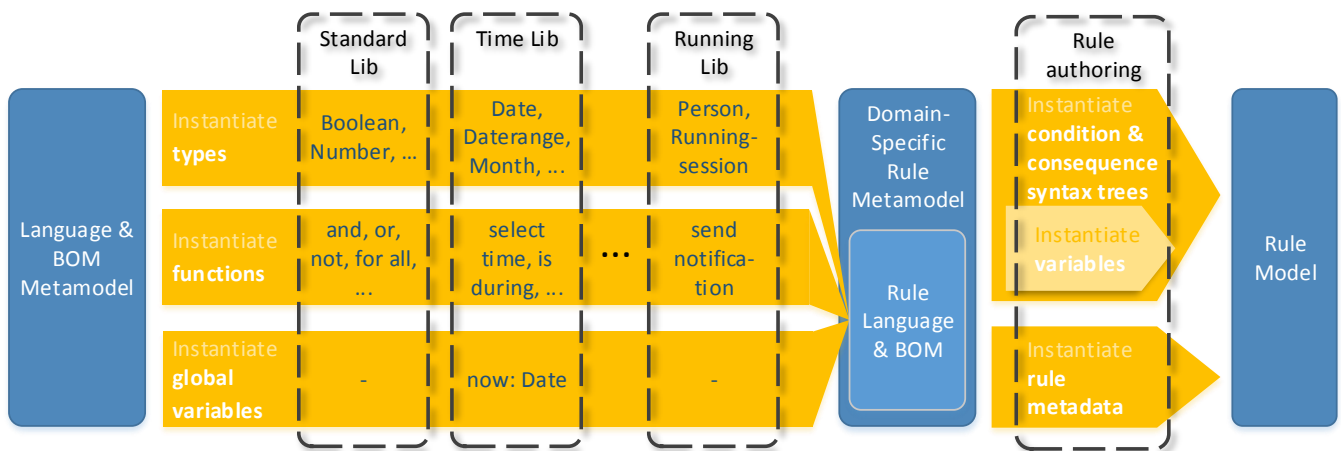 Language &
BOM
Metamodel
Instantiate
types
Instantiate
functions
Instantiate
global
variables
Standard
Lib
Boolean,
Number, …
and, or,
not, for all,
...
-
Time Lib
Date,
Daterange,
Month, ...
select
time, is
during, ...
now: Date
...
Running
Lib
Person,
Running-
session
send
notifica-
tion
-
Domain-
Specific
Rule
Metamodel
Rule
Language
& BOM
Rule
authoring
Instantiate
condition &
consequence
syntax trees
Instantiate
variables
Instantiate
rule
metadata
Rule
Model